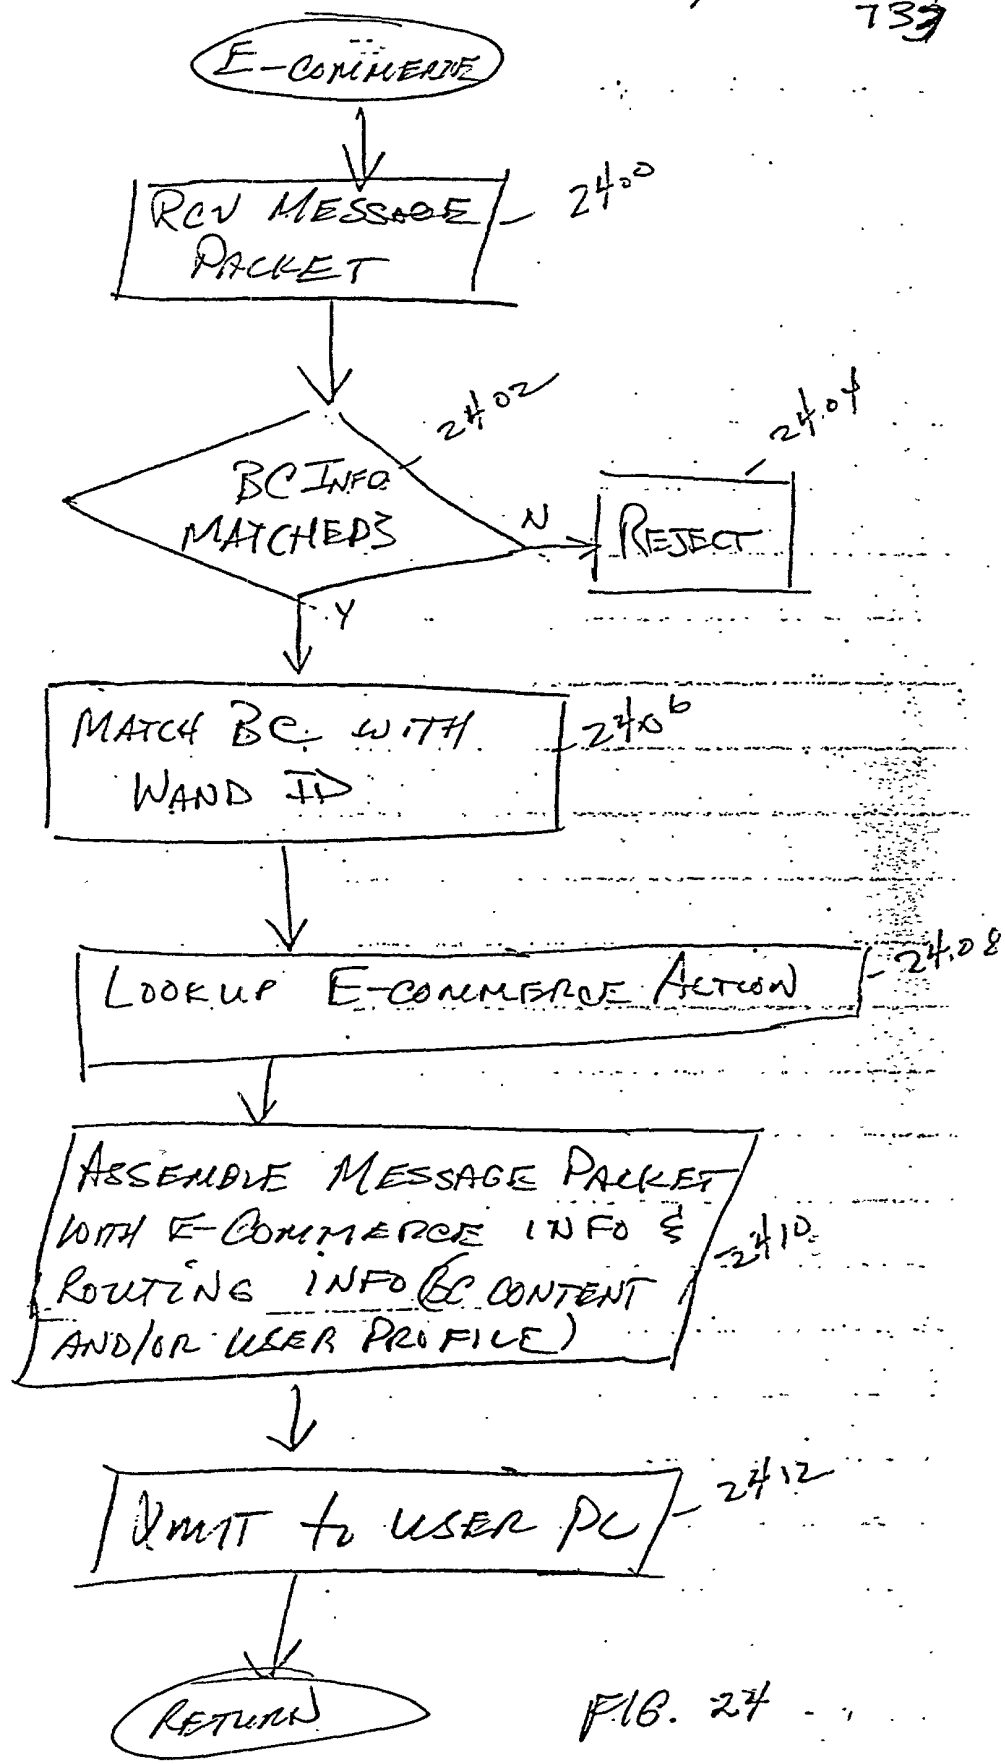 733
E-COMMERCE
RCV MESSAGE
PACKET
2400
2402
2404
BC INFO
MATCHED?
N
REJECT
Y
MATCH BC WITH
WAND ID
2406
LOOKUP E-COMMERCE ACTION
2408
ASSEMBLE MESSAGE PACKET
WITH E-COMMERCE INFO &
ROUTING INFO (BC CONTENT
AND/OR USER PROFILE)
2410
XMIT to USER PC
2412
RETURN
FIG. 24